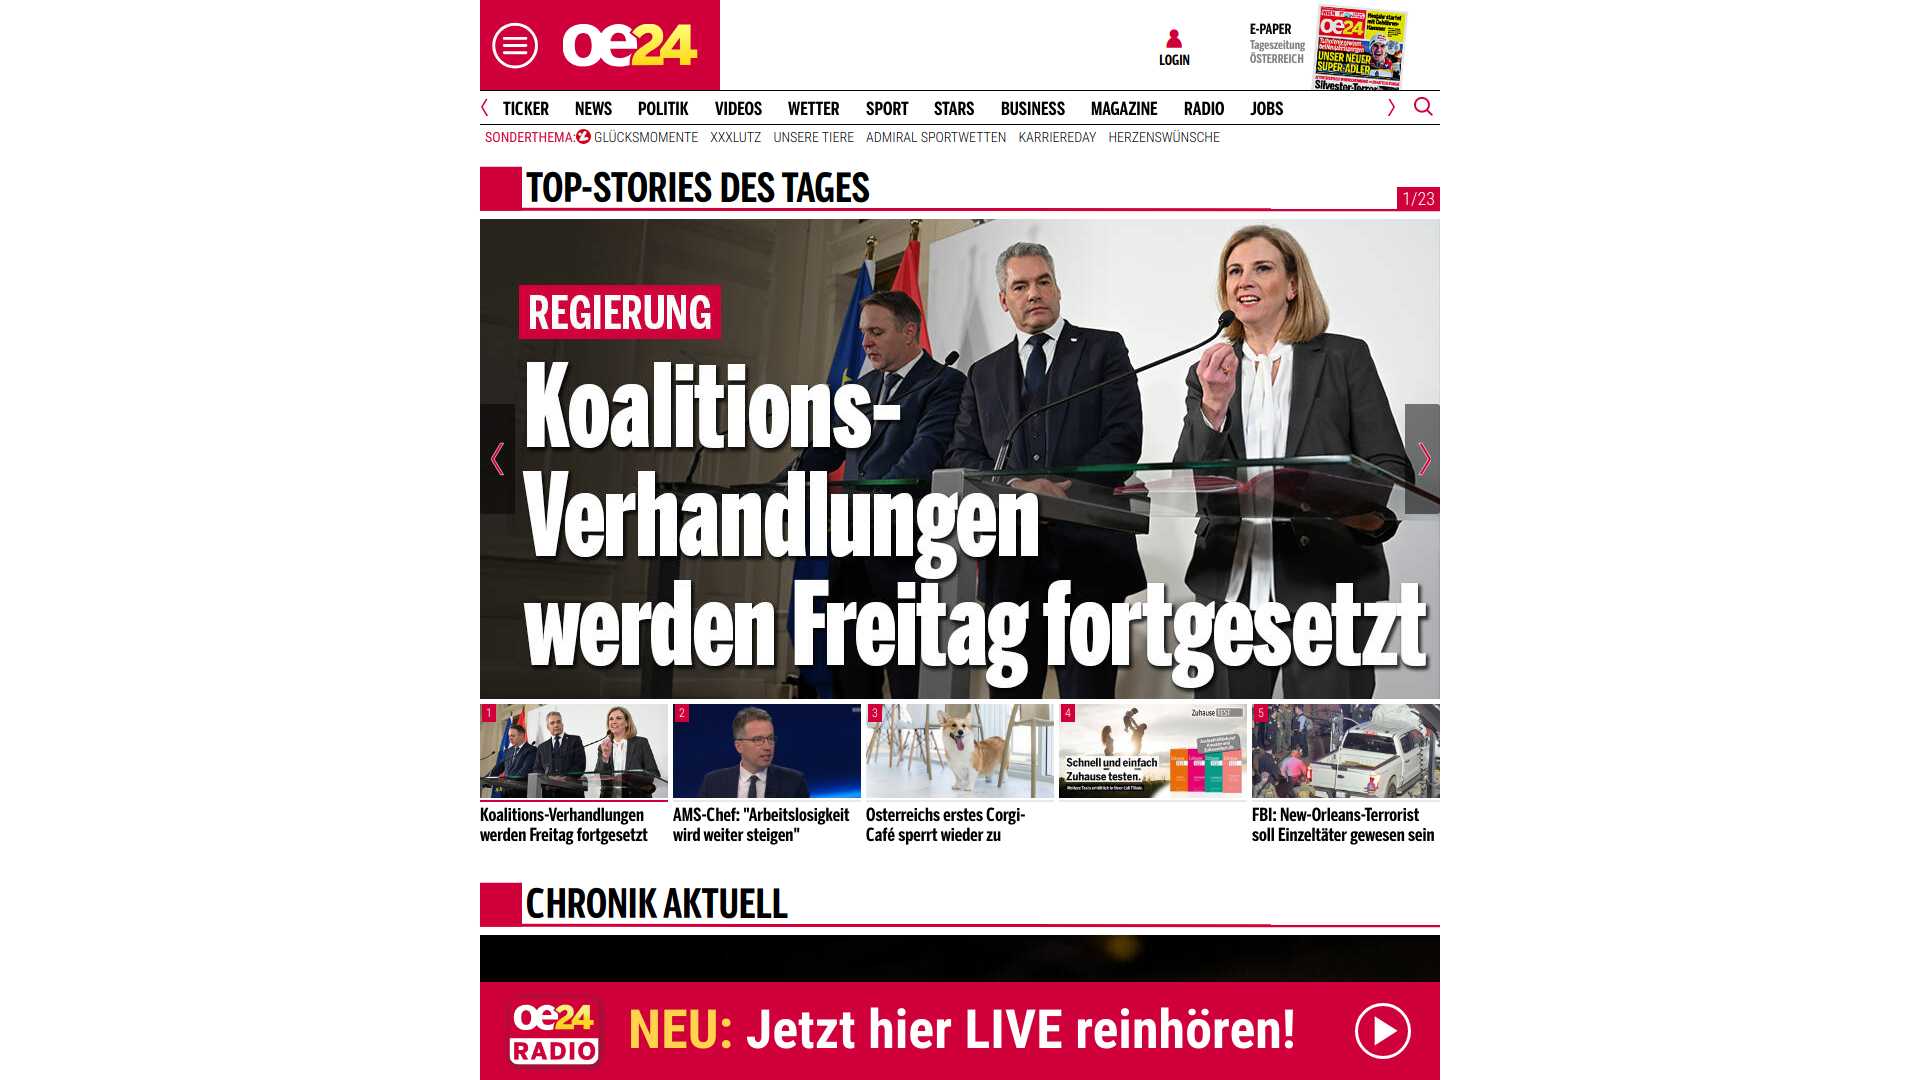 oe24
LOGIN
E-PAPER
Tageszeitung
ÖSTERREICH
oe24
UNSER NEUER
SUPER-ADLER
TICKER NEWS POLITIK VIDEOS WETTER SPORT STARS BUSINESS MAGAZINE RADIO JOBS
SONDERTHEMA: GLÜCKSMOMENTE XXXLUTZ UNSERE TIERE ADMIRAL SPORTWETTEN KARRIEREDAY HERZENSWÜNSCHE
TOP-STORIES DES TAGES
1/23
REGIERUNG
Koalitions-
Verhandlungen
werden Freitag fortgesetzt
1
2
3
4
5
Zuhause TEST
Schnell und einfach
Zuhause testen.
Koalitions-Verhandlungen
werden Freitag fortgesetzt
AMS-Chef: "Arbeitslosigkeit
wird weiter steigen"
Österreichs erstes Corgi-
Café sperrt wieder zu
FBI: New-Orleans-Terrorist
soll Einzeltäter gewesen sein
CHRONIK AKTUELL
oe24
RADIO
NEU: Jetzt hier LIVE reinhören!